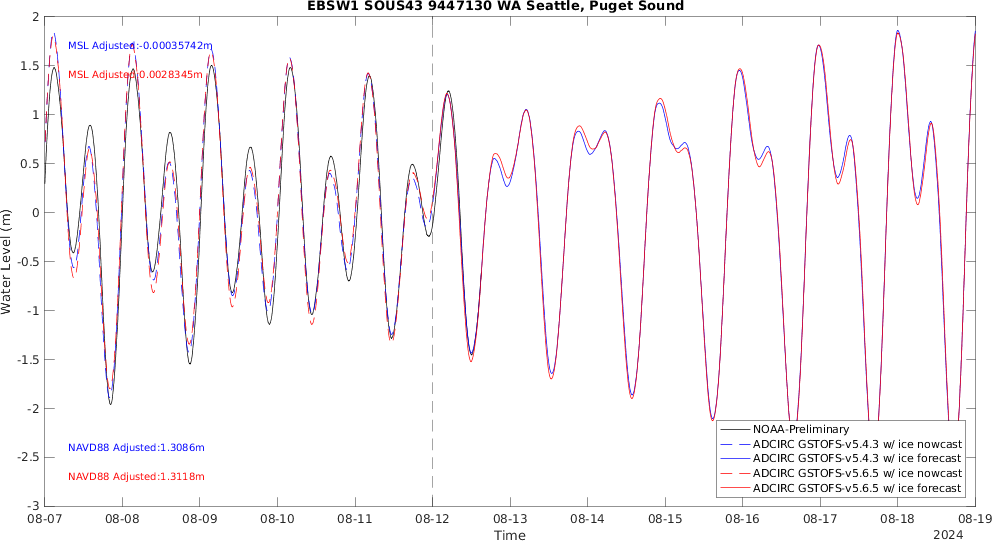 EBSW1 SOUS43 9447130 WA Seattle, Puget Sound
MSL Adjusted:-0.00035742m
MSL Adjusted:0.0028345m
NAVD88 Adjusted:1.3086m
NAVD88 Adjusted:1.3118m
Water Level (m)
2
1.5
1
0.5
0
-0.5
-1
-1.5
-2
-2.5
-3
NOAA-Preliminary
ADCIRC GSTOFS-v5.4.3 w/ ice nowcast
ADCIRC GSTOFS-v5.4.3 w/ ice forecast
ADCIRC GSTOFS-v5.6.5 w/ ice nowcast
ADCIRC GSTOFS-v5.6.5 w/ ice forecast
08-07 08-08 08-09 08-10 08-11 08-12 08-13 08-14 08-15 08-16 08-17 08-18 08-19
Time
2024